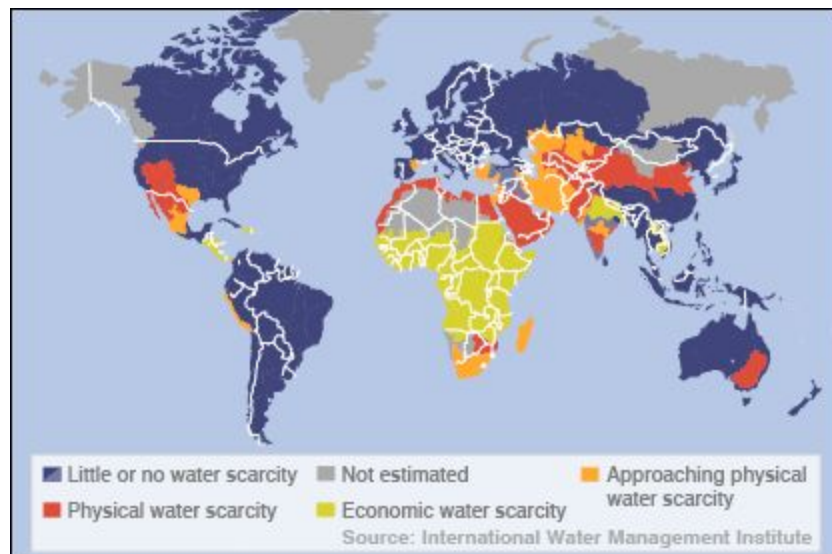 Little or no water scarcity
Not estimated
Approaching physical
water scarcity
Physical water scarcity
Economic water scarcity
Source: International Water Management Institute